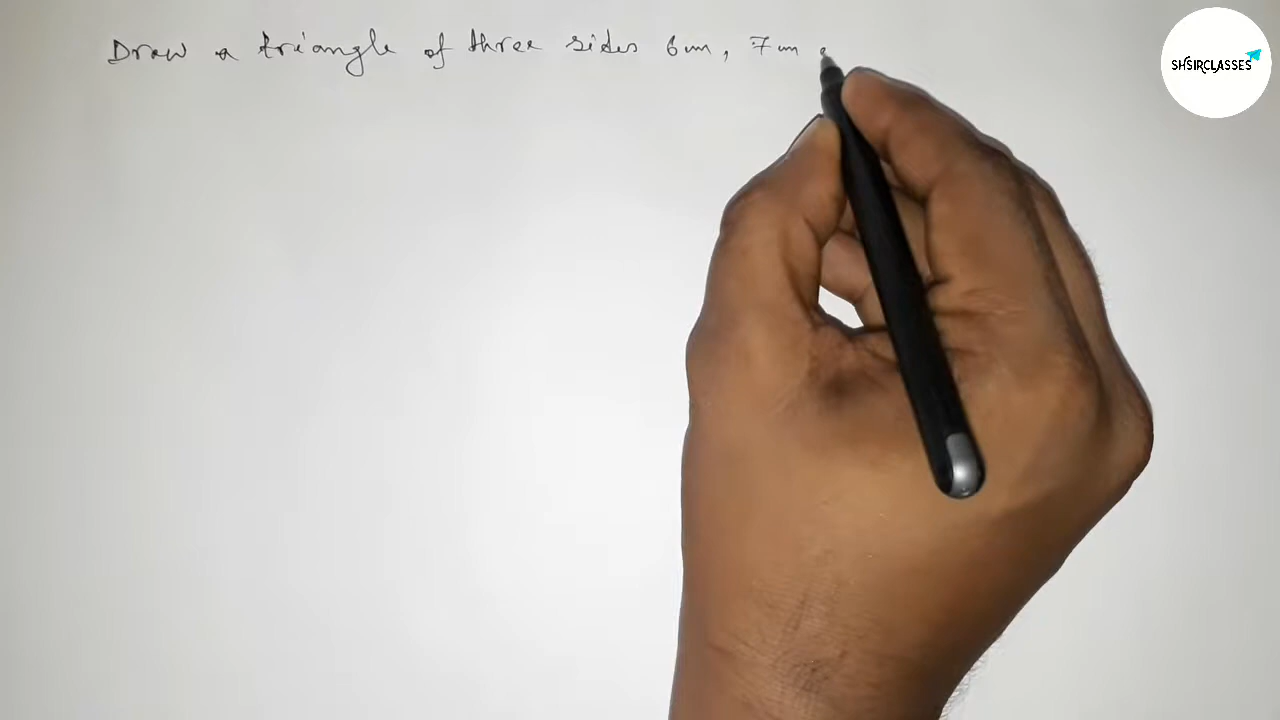 Draw a triangle of three sides 6cm, 7cm
SHSIRCLASSES